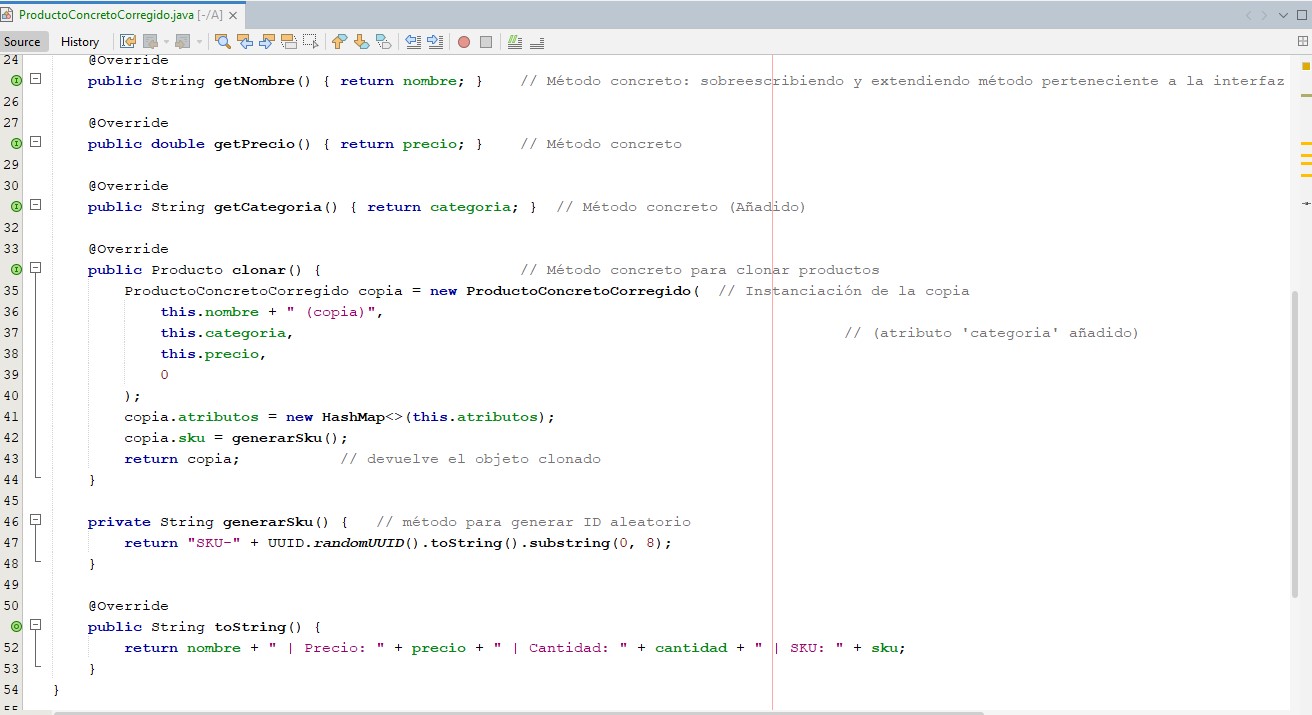 ProductoConcretoCorregido.java [-/A]
Source History
24 @Override
public String getNombre() { return nombre; } // Método concreto: sobreescribiendo y extendiendo método perteneciente a la interfaz
26
27 @Override
public double getPrecio() { return precio; } // Método concreto
29
30 @Override
public String getCategoria() { return categoria; } // Método concreto (Añadido)
32
33 @Override
public Producto clonar() { // Método concreto para clonar productos
35 ProductoConcretoCorregido copia = new ProductoConcretoCorregido( // Instanciación de la copia
36 this.nombre + " (copia)",
37 this.categoria, // (atributo 'categoria' añadido)
38 this.precio,
39 0
40 );
41 copia.atributos = new HashMap<>(this.atributos);
42 copia.sku = generarSku();
43 return copia; // devuelve el objeto clonado
44 }
45
46 private String generarSku() { // método para generar ID aleatorio
47 return "SKU-" + UUID.randomUUID().toString().substring(0, 8);
48 }
49
50 @Override
public String toString() {
52 return nombre + " | Precio: " + precio + " | Cantidad: " + cantidad + " | SKU: " + sku;
53 }
54 }
55